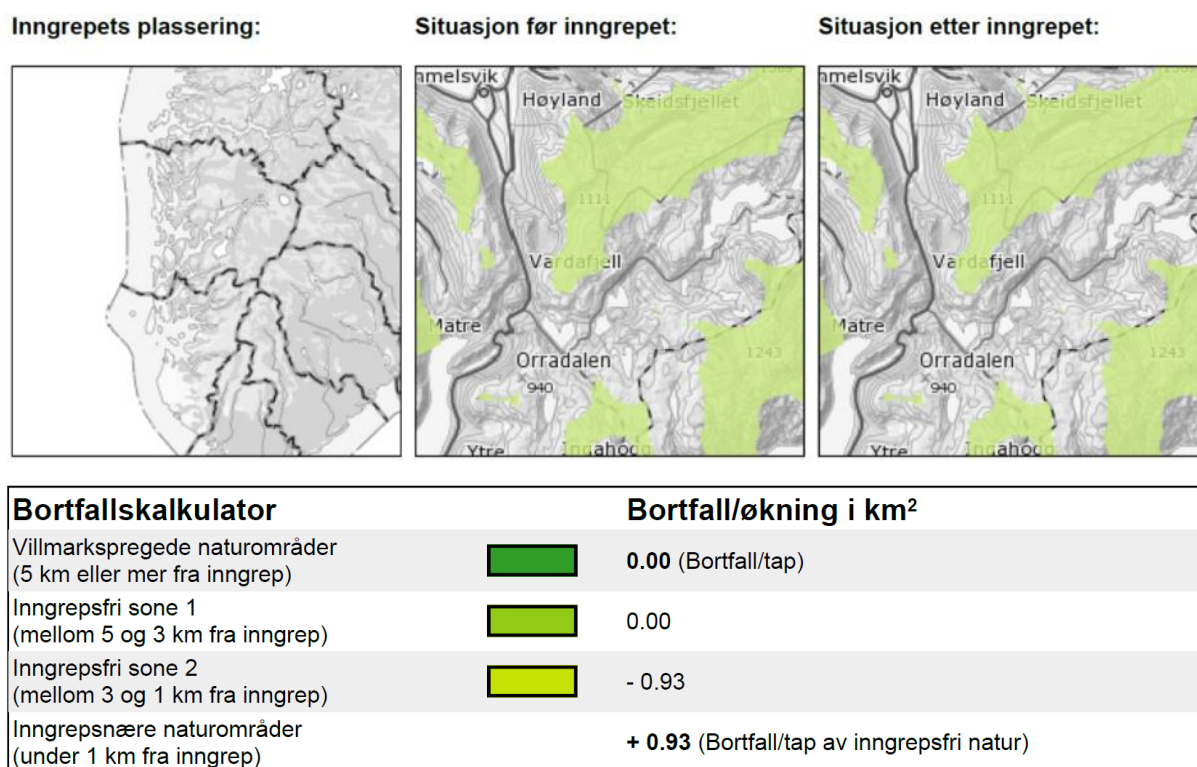 Inngrepets plassering:
Situasjon før inngrepet:
Situasjon etter inngrepet:
nmelsvik
Høyland
Skeidsfjellet
1111
Vardafjell
Matre
1243
Orradalen
940
Ytre
nmelsvik
Høyland
Skeidsfjellet
1111
Vardafjell
Matre
1243
Orradalen
940
Ytre
Bortfallskalkulator
Bortfall/økning i km²
Villmarkspregede naturområder
(5 km eller mer fra inngrep)
0.00 (Bortfall/tap)
Inngrepsfri sone 1
(mellom 5 og 3 km fra inngrep)
0.00
Inngrepsfri sone 2
(mellom 3 og 1 km fra inngrep)
- 0.93
Inngrepsnære naturområder
(under 1 km fra inngrep)
+ 0.93 (Bortfall/tap av inngrepsfri natur)